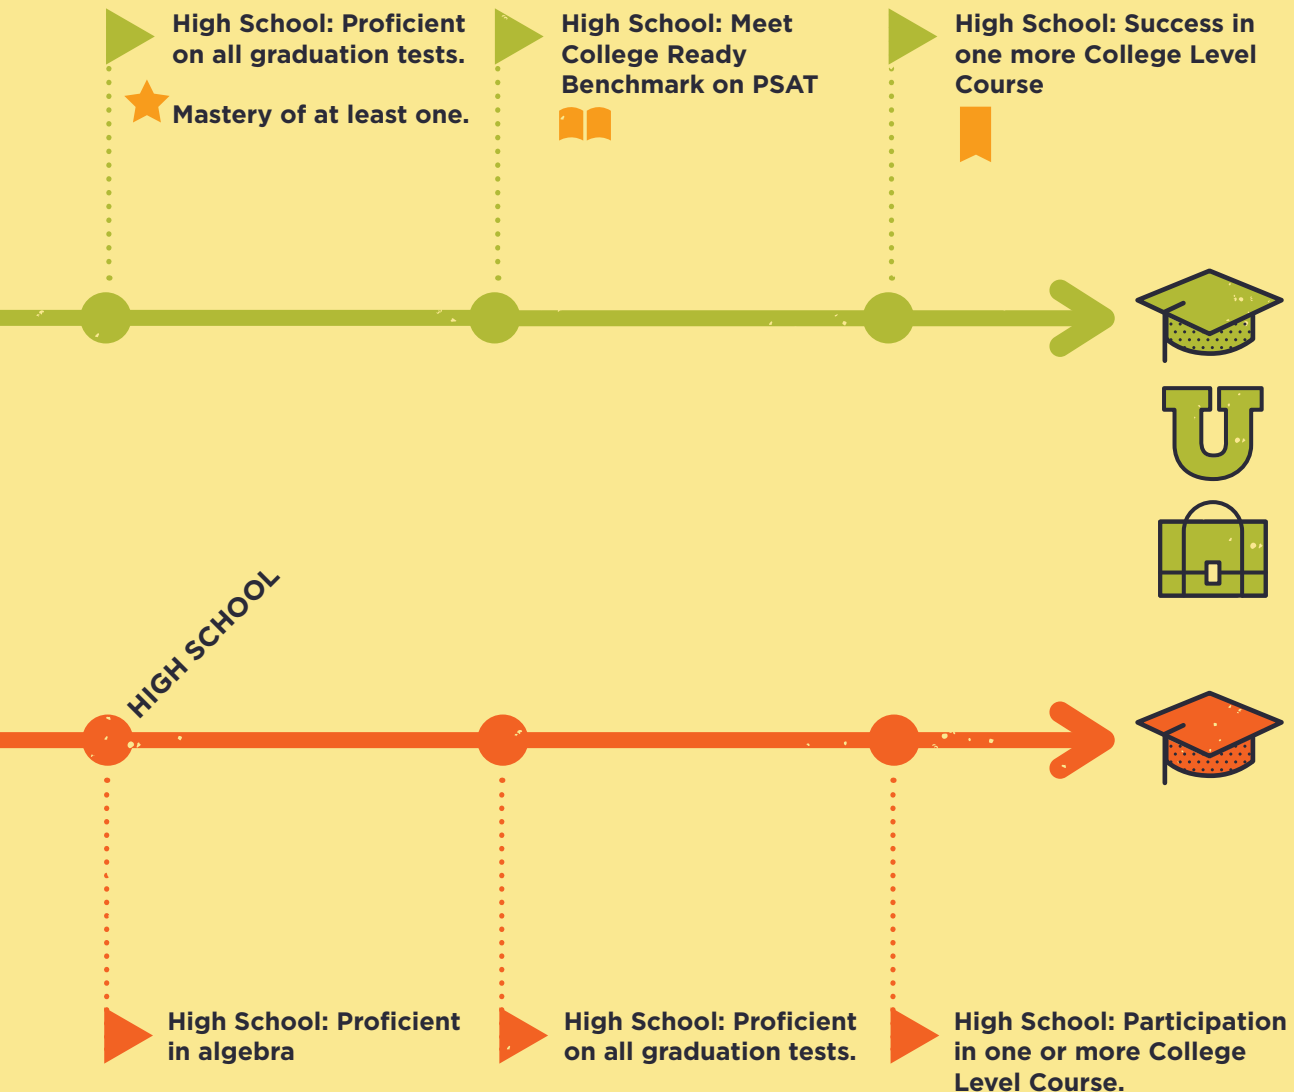 High School: Proficient
on all graduation tests.
Mastery of at least one.
High School: Meet
College Ready
Benchmark on PSAT
High School: Success in
one more College Level
Course
U
HIGH SCHOOL
High School: Proficient
in algebra
High School: Proficient
on all graduation tests.
High School: Participation
in one or more College
Level Course.